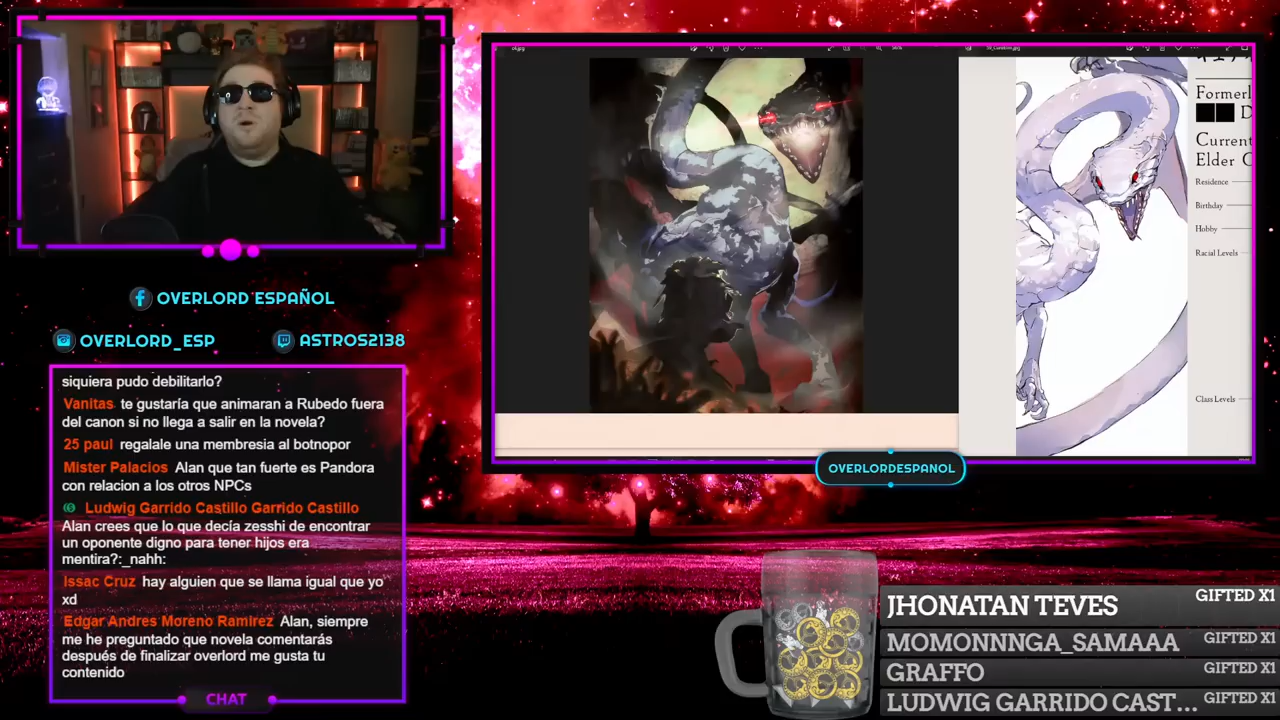 OVERLORD ESPAÑOL
OVERLORD_ESP
ASTROS2138
siquiera pudo debilitarlo?
Vanitas te gustaría que animaran a Rubedo fuera
del canon si no llega a salir en la novela?
25 paul regalale una membresia al botnopor
Mister Palacios Alan que tan fuerte es Pandora
con relacion a los otros NPCs
Ludwig Garrido Castillo Garrido Castillo
Alan crees que lo que decía zesshi de encontrar
un oponente digno para tener hijos era
mentira?:_nahh:
Issac Cruz hay alguien que se llama igual que yo
xd
Edgar Andres Moreno Ramirez Alan, siempre
me he preguntado que novela comentarás
después de finalizar overlord me gusta tu
contenido
CHAT
Formerl
D
Current
Elder C
Residence
Birthday
Hobby
Racial Levels
Class Levels
OVERLORDESPANOL
JHONATAN TEVES GIFTED X1
MOMONNNGA_SAMAAA GIFTED X1
GRAFFO GIFTED X1
LUDWIG GARRIDO CAST... GIFTED X1